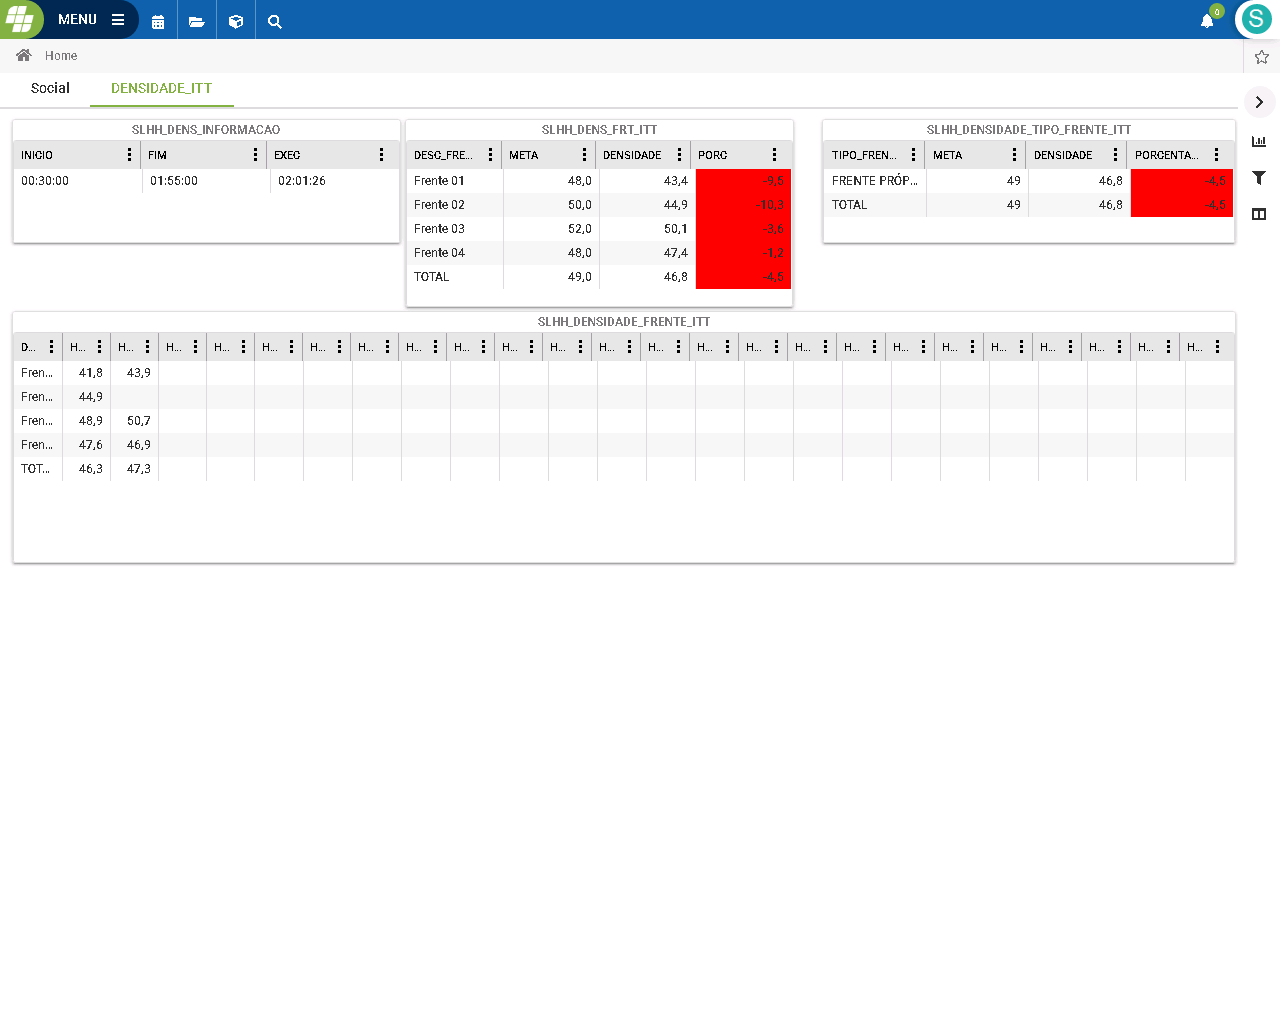 MENU
0
S
Home
Social DENSIDADE_ITT
SLHH_DENS_INFORMACAO
INICIO FIM EXEC
00:30:00 01:55:00 02:01:26
SLHH_DENS_FRT_ITT
DESC_FRE... META DENSIDADE PORC
Frente 01 48,0 43,4 -9,5
Frente 02 50,0 44,9 -10,3
Frente 03 52,0 50,1 -3,6
Frente 04 48,0 47,4 -1,2
TOTAL 49,0 46,8 -4,5
SLHH_DENSIDADE_TIPO_FRENTE_ITT
TIPO_FREN... META DENSIDADE PORCENTA...
FRENTE PRÓP... 49 46,8 -4,5
TOTAL 49 46,8 -4,5
SLHH_DENSIDADE_FRENTE_ITT
D... H... H... H... H... H... H... H... H... H... H... H... H... H... H... H... H... H... H... H... H... H... H... H... H...
Fren... 41,8 43,9
Fren... 44,9
Fren... 48,9 50,7
Fren... 47,6 46,9
TOT... 46,3 47,3